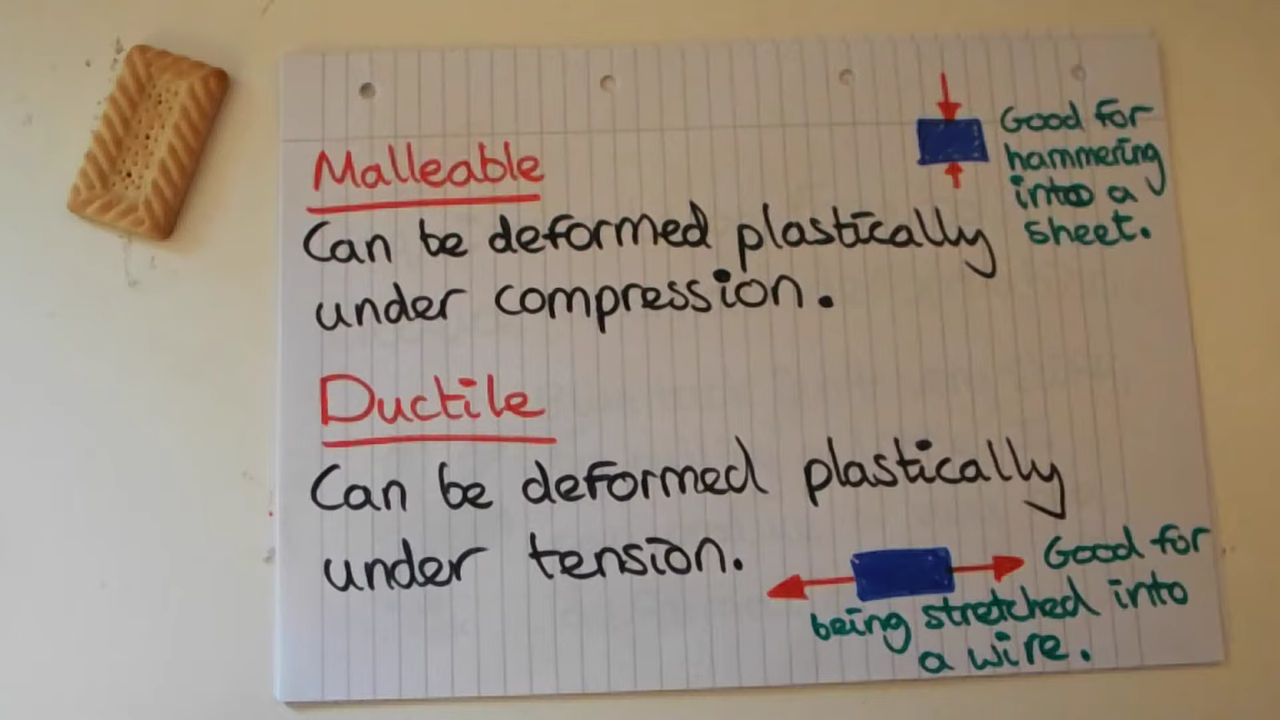 Malleable
Can be deformed plastically
under compression.
Good for
hammering
into a
sheet.
Ductile
Can be deformed plastically
under tension.
Good for
being stretched into
a wire.